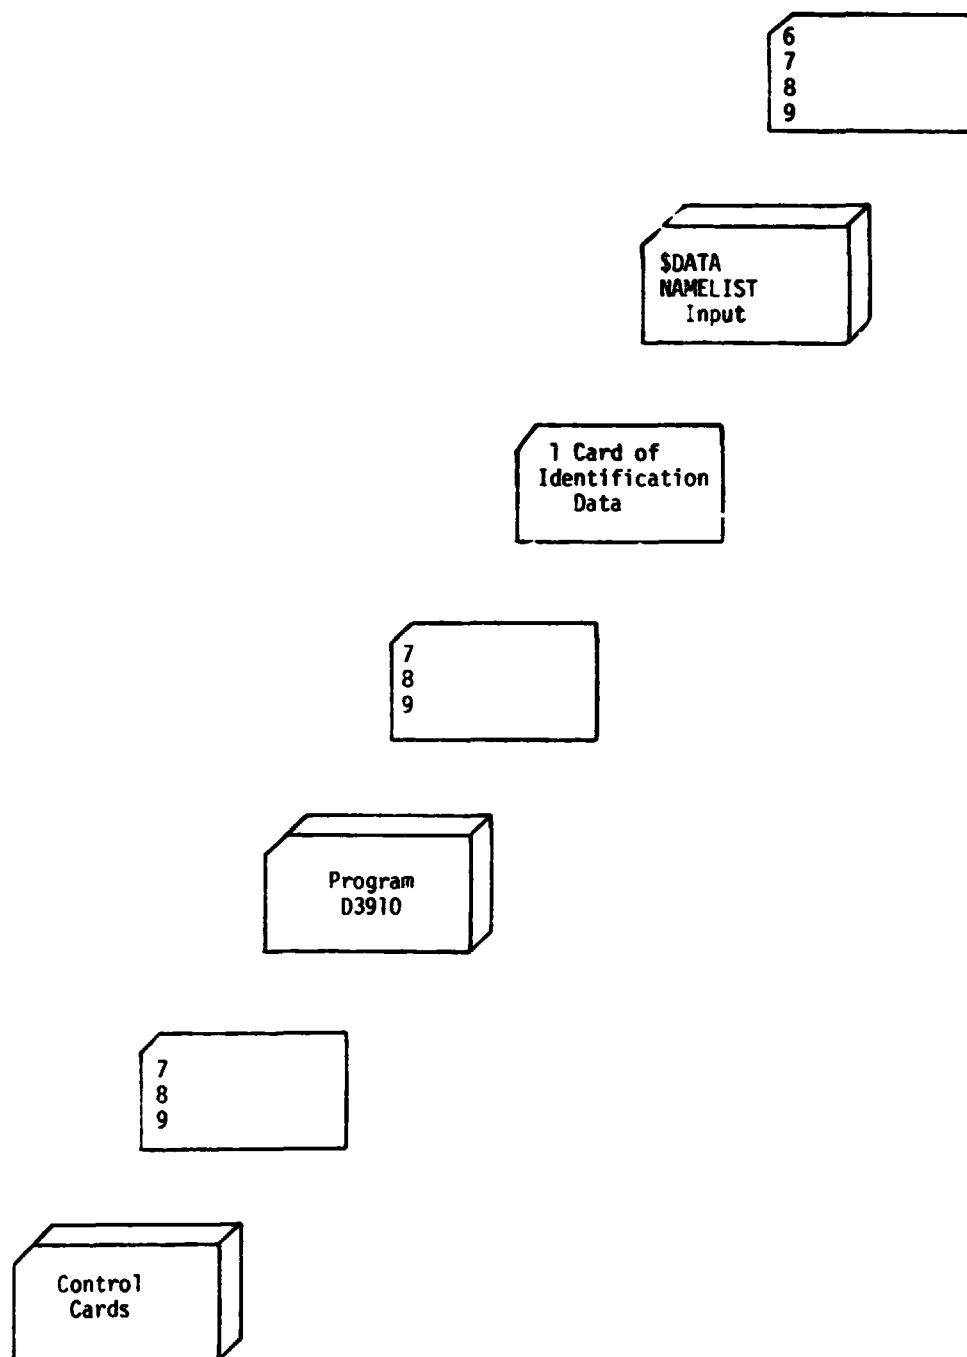 6
7
8
9
$DATA
NAMELIST
Input
1 Card of
Identification
Data
7
8
9
Program
D3910
7
8
9
Control
Cards